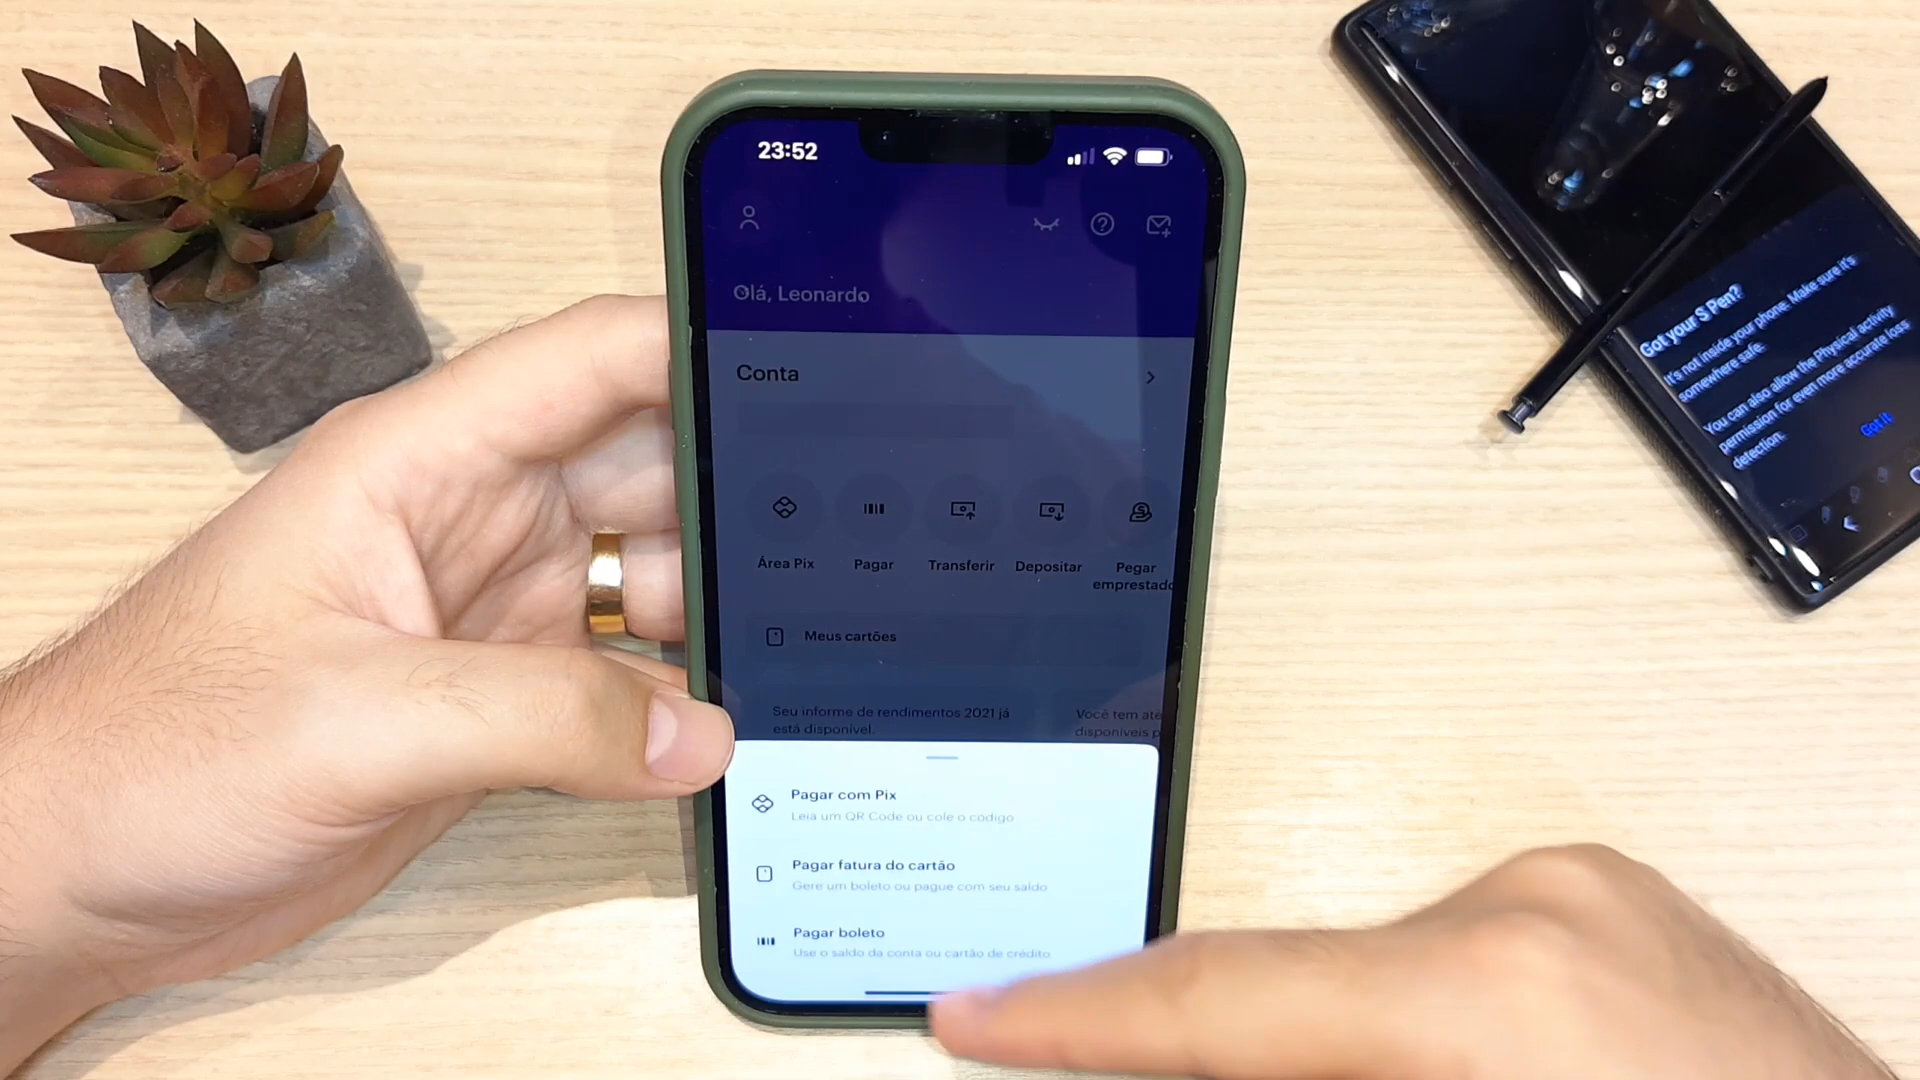 23:52
Olá, Leonardo
Conta
Área Pix
Pagar
Transferir
Depositar
Pegar
emprestado
Meus cartões
Seu informe de rendimentos 2021 já
está disponível.
Você tem até
disponíveis p
Pagar com Pix
Leia um QR Code ou cole o código
Pagar fatura do cartão
Gere um boleto ou pague com seu saldo
Pagar boleto
Use o saldo da conta ou cartão de crédito
Got your S Pen?
It's not inside your phone. Make sure it's
somewhere safe.
You can also allow the Physical activity
permission for even more accurate loss
detection.
Got it